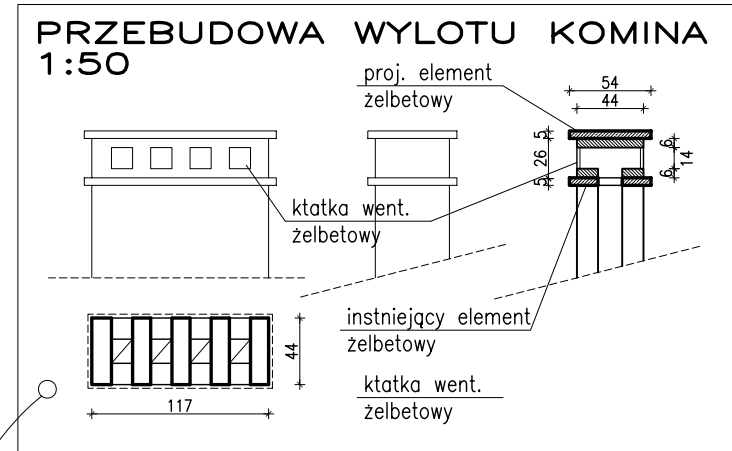 PRZEBUDOWA WYLOTU KOMINA
1:50
proj. element
żelbetowy
54
44
5
26
5
6
14
6
ktatka went.
żelbetowy
instniejący element
żelbetowy
44
117
ktatka went.
żelbetowy